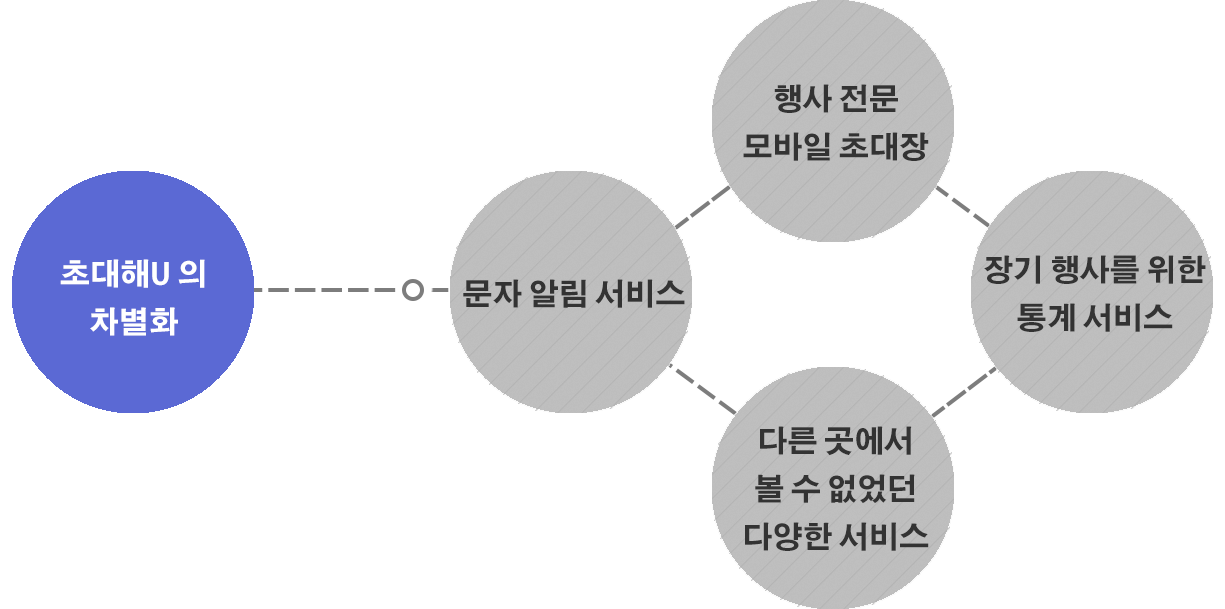 초대해U 의
차별화
문자 알림 서비스
행사 전문
모바일 초대장
장기 행사를 위한
통계 서비스
다른 곳에서
볼 수 없었던
다양한 서비스